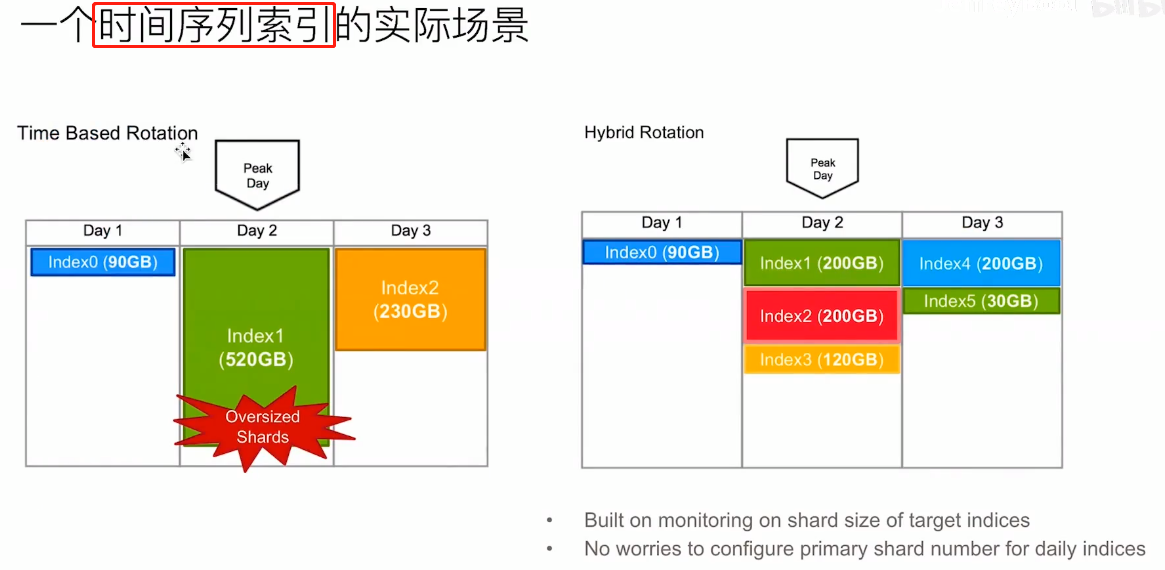 一个时间序列索引的实际场景
Time Based Rotation
Peak
Day
Day 1
Day 2
Day 3
Index0 (90GB)
Index1
(520GB)
Index2
(230GB)
Oversized
Shards
Hybrid Rotation
Peak
Day
Day 1
Day 2
Day 3
Index0 (90GB)
Index1 (200GB)
Index2 (200GB)
Index3 (120GB)
Index4 (200GB)
Index5 (30GB)
• Built on monitoring on shard size of target indices
• No worries to configure primary shard number for daily indices